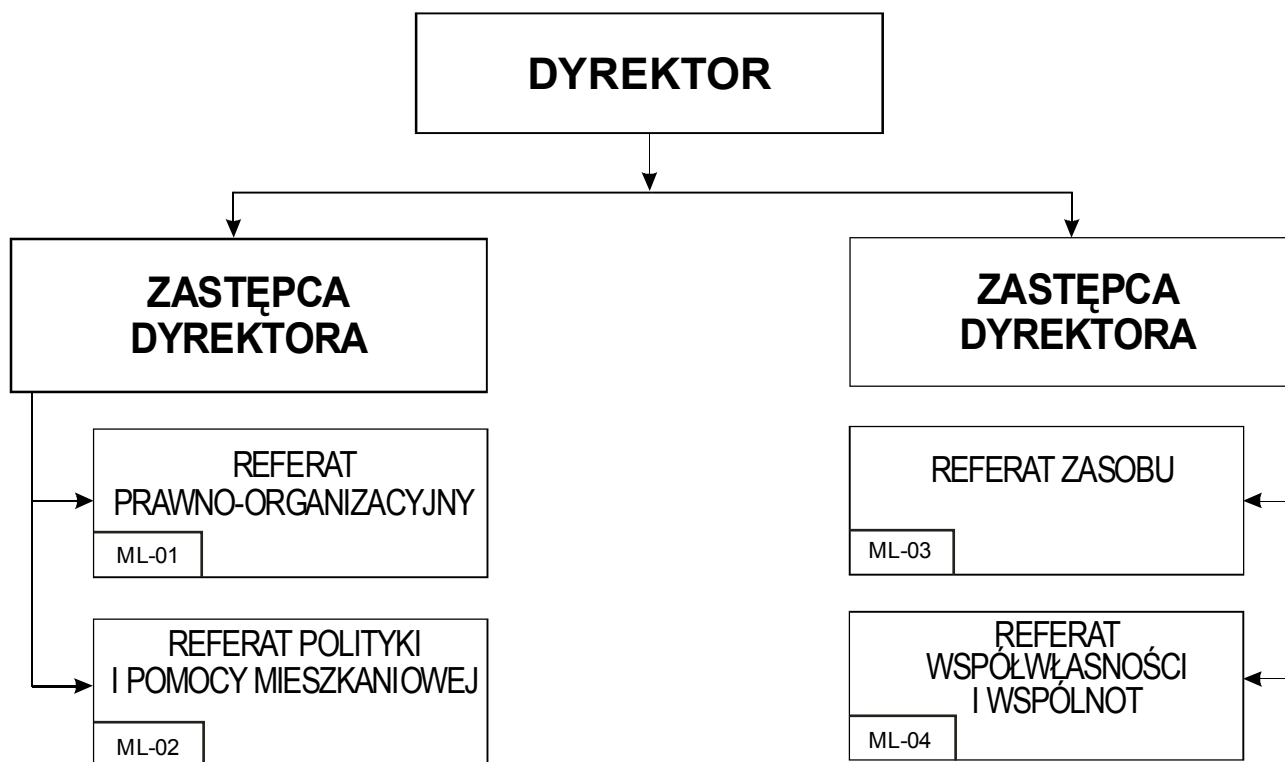 DYREKTOR
ZASTĘPCA
DYREKTORA
REFERAT
PRAWNO-ORGANIZACYJNY
ML-01
REFERAT POLITYKI
I POMOCY MIESZKANIOWEJ
ML-02
ZASTĘPCA
DYREKTORA
REFERAT ZASOBU
ML-03
REFERAT
WSPÓŁWŁASNOŚCI
I WSPÓLNOT
ML-04